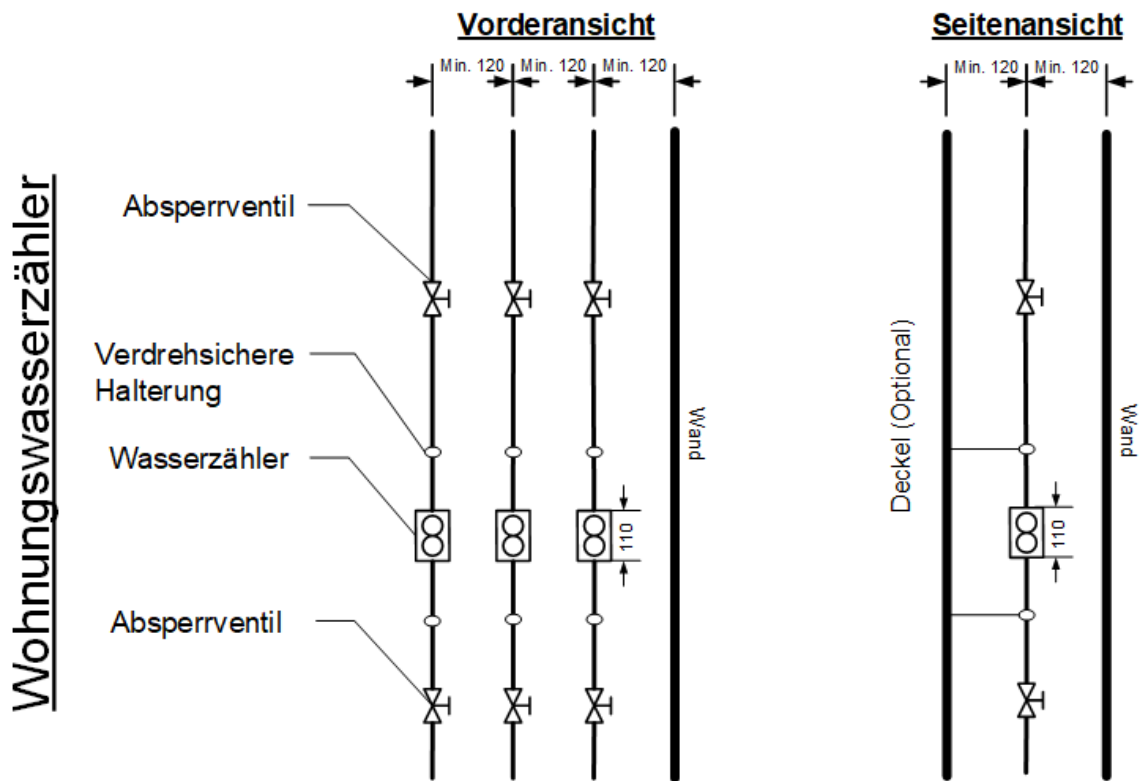 Vorderansicht
Seitenansicht
Min. 120
Min. 120
Min. 120
Min. 120
Min. 120
Wohnungswasserzähler
Absperrventil
Verdrehsichere
Halterung
Wasserzähler
Absperrventil
110
Wand
Deckel (Optional)
110
Wand